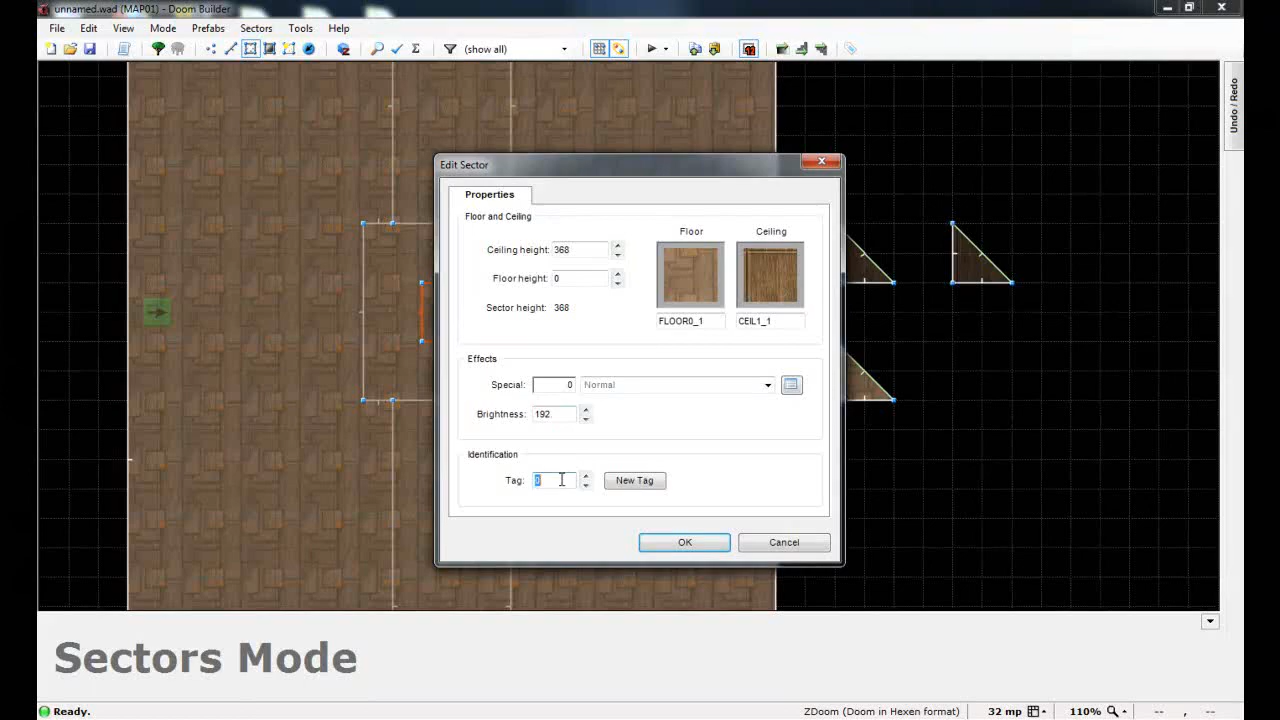 unnamed.wad (MAP01) - Doom Builder
File Edit View Mode Prefabs Sectors Tools Help
(show all)
Undo / Redo
Edit Sector
Properties
Floor and Ceiling
Floor Ceiling
Ceiling height: 368
Floor height: 0
Sector height: 368
FLOOR0_1 CEIL1_1
Effects
Special: 0 Normal
Brightness: 192
Identification
Tag: 0 New Tag
OK Cancel
Sectors Mode
Ready. ZDoom (Doom in Hexen format) 32 mp 110% -- , --